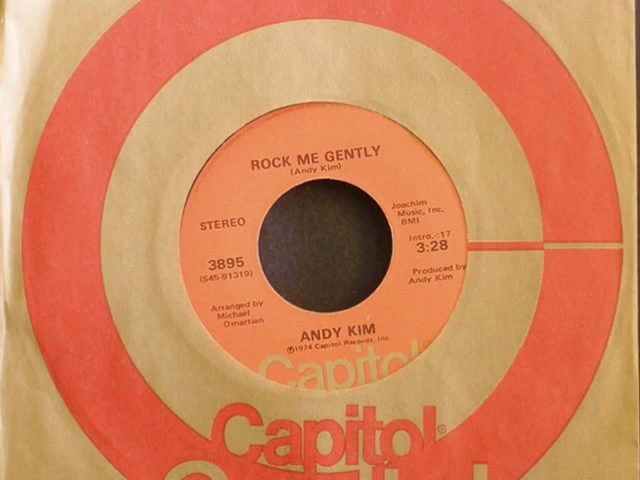 ROCK ME GENTLY
(Andy Kim)
STEREO
3895
(S45-91319)
Arranged by
Michael
Omartian
Joachim
Music, Inc.
BMI
Intro.-:17
3:28
Produced by
Andy Kim
ANDY KIM
℗1974 Capitol Records, Inc.
Capitol
Capitol®
Capitol